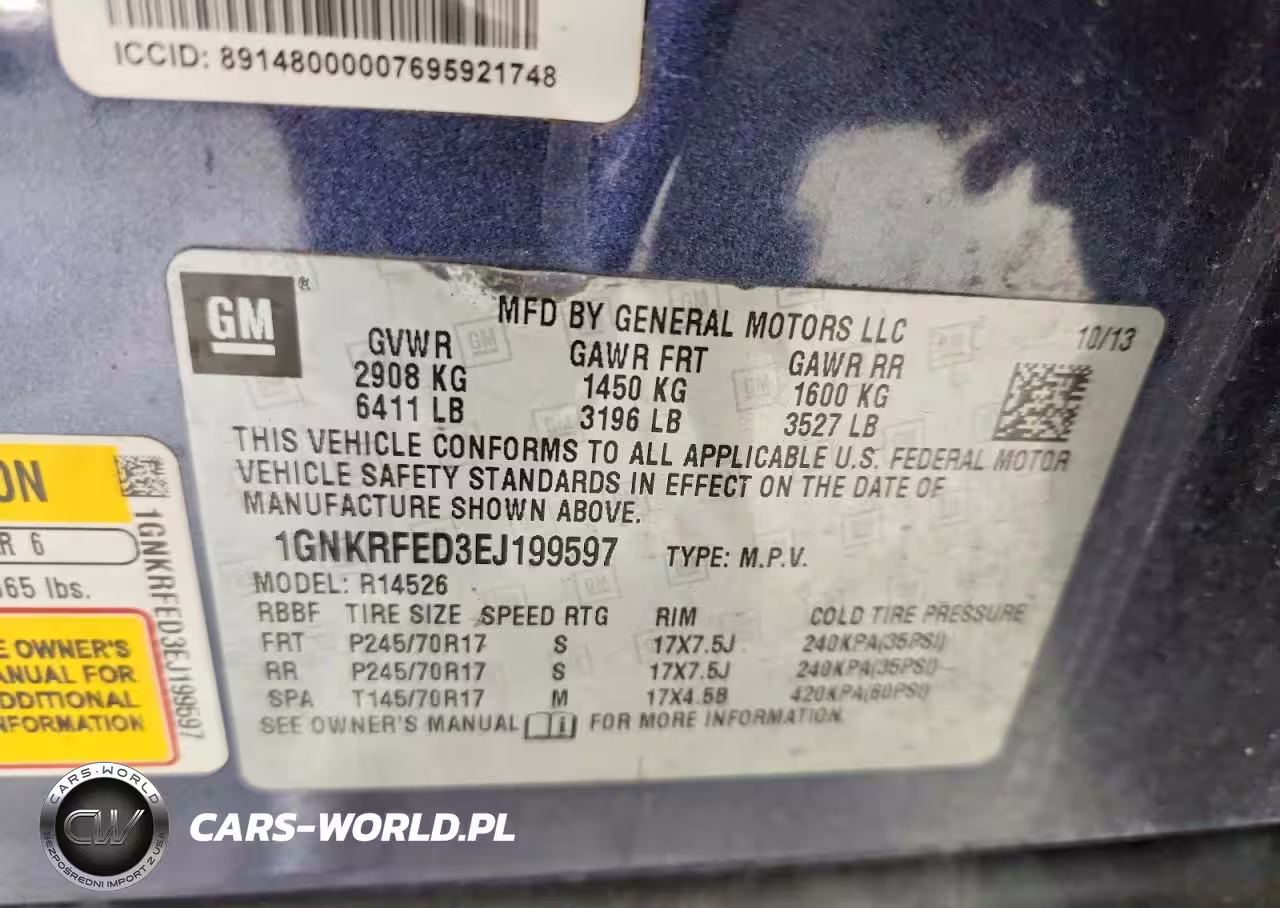 ICCID: 89148000007695921748
GM
MFD BY GENERAL MOTORS LLC
10/13
GVWR GAWR FRT GAWR RR
2908 KG 1450 KG 1600 KG
6411 LB 3196 LB 3527 LB
THIS VEHICLE CONFORMS TO ALL APPLICABLE U.S. FEDERAL MOTOR
VEHICLE SAFETY STANDARDS IN EFFECT ON THE DATE OF
MANUFACTURE SHOWN ABOVE.
1GNKRFED3EJ199597 TYPE: M.P.V.
MODEL: R14526
RBBF TIRE SIZE SPEED RTG RIM COLD TIRE PRESSURE
FRT P245/70R17 S 17X7.5J 240KPA(35PSI)
RR P245/70R17 S 17X7.5J 240KPA(35PSI)
SPA T145/70R17 M 17X4.5B 420KPA(60PSI)
SEE OWNER'S MANUAL FOR MORE INFORMATION
ON
R 6
65 lbs.
E OWNER'S
ANUAL FOR
DDITIONAL
NFORMATION
1GNKRFED3EJ199597
CARS-WORLD
CW
BEZPOŚREDNI IMPORT Z USA
CARS-WORLD.PL